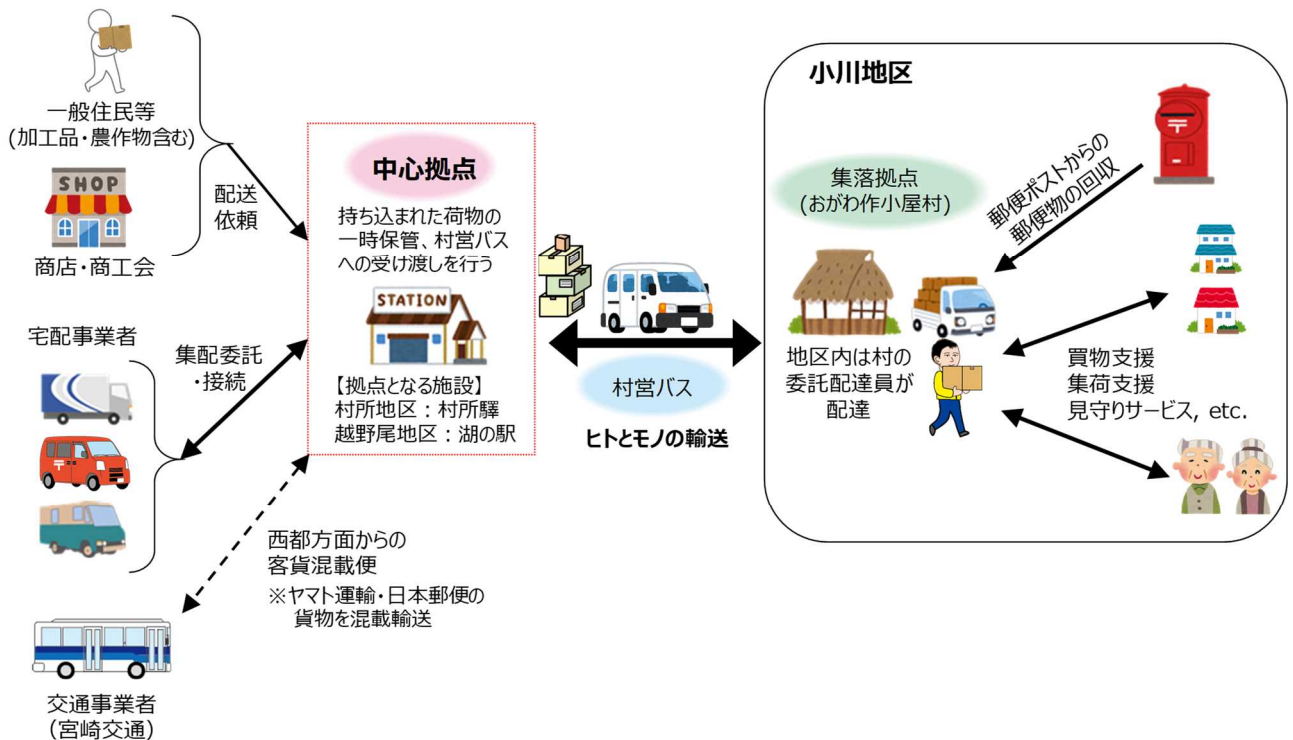 一般住民等
(加工品・農作物含む)
SHOP
商店・商工会
配送
依頼
宅配事業者
集配委託
・接続
〒
交通事業者
(宮崎交通)
西都方面からの
客貨混載便
※ヤマト運輸・日本郵便の
貨物を混載輸送
中心拠点
持ち込まれた荷物の
一時保管、村営バス
への受け渡しを行う
STATION
【拠点となる施設】
村所地区：村所驛
越野尾地区：湖の駅
村営バス
ヒトとモノの輸送
小川地区
集落拠点
(おがわ作小屋村)
地区内は村の
委託配達員が
配達
郵便ポストからの
郵便物の回収
〒
買物支援
集荷支援
見守りサービス, etc.